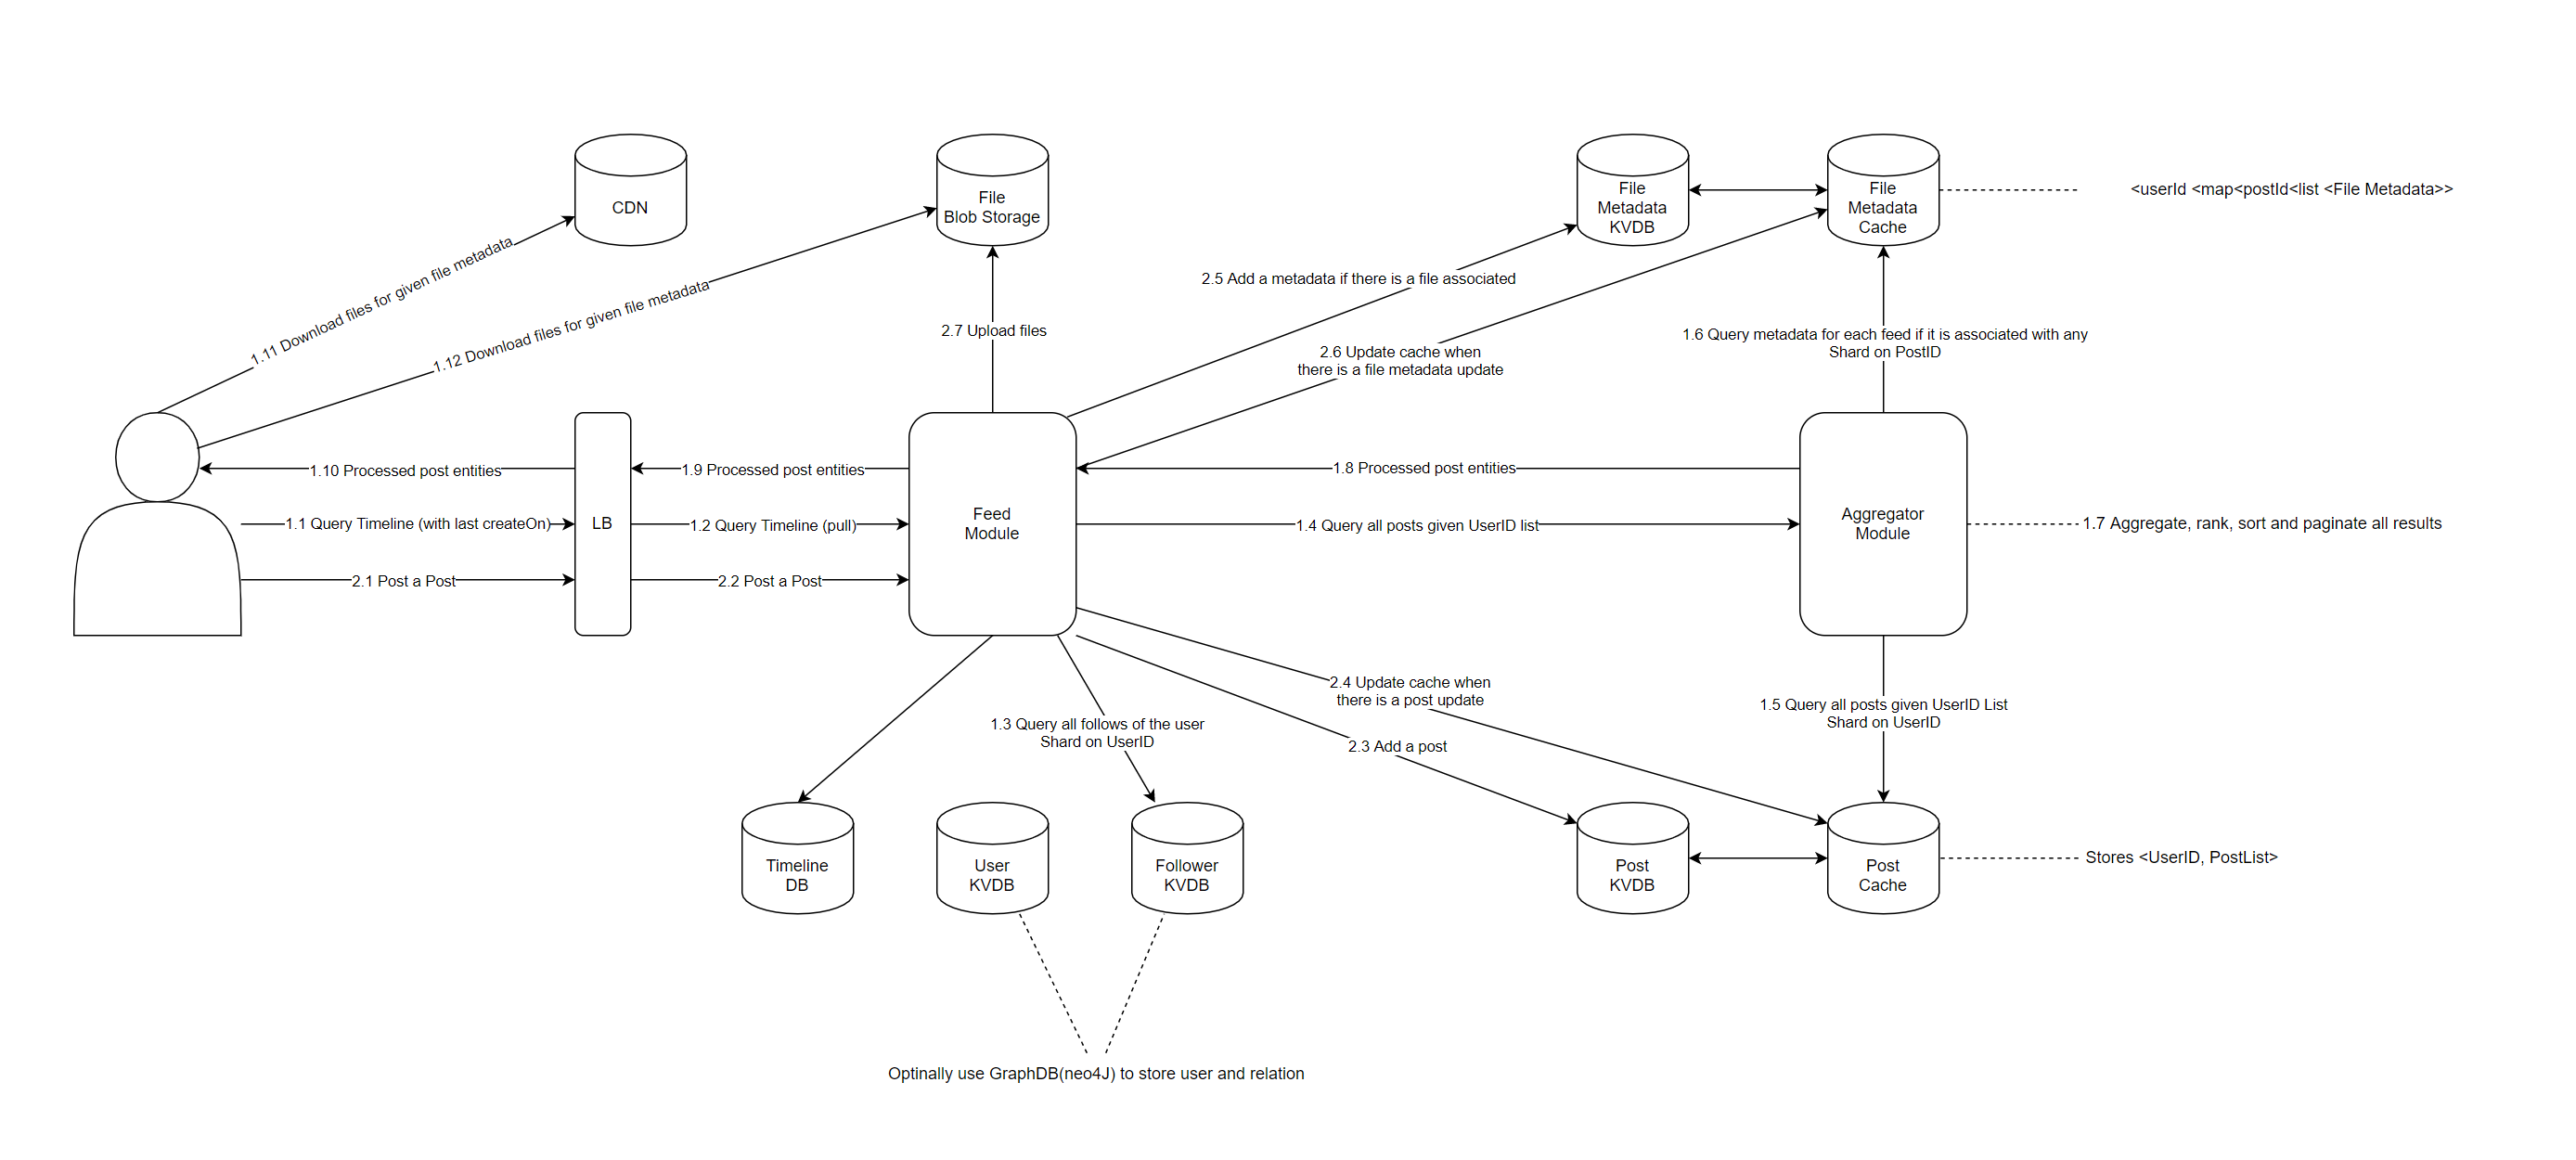 CDN
File
Blob Storage
File
Metadata
KVDB
File
Metadata
Cache
<userId <map<postId<list <File Metadata>>
1.11 Download files for given file metadata
1.12 Download files for given file metadata
2.7 Upload files
2.5 Add a metadata if there is a file associated
2.6 Update cache when
there is a file metadata update
1.6 Query metadata for each feed if it is associated with any
Shard on PostID
1.10 Processed post entities
1.9 Processed post entities
1.8 Processed post entities
1.1 Query Timeline (with last createOn)
LB
1.2 Query Timeline (pull)
Feed
Module
1.4 Query all posts given UserID list
Aggregator
Module
1.7 Aggregate, rank, sort and paginate all results
2.1 Post a Post
2.2 Post a Post
2.4 Update cache when
there is a post update
1.3 Query all follows of the user
Shard on UserID
2.3 Add a post
1.5 Query all posts given UserID List
Shard on UserID
Timeline
DB
User
KVDB
Follower
KVDB
Post
KVDB
Post
Cache
Stores <UserID, PostList>
Optinally use GraphDB(neo4J) to store user and relation